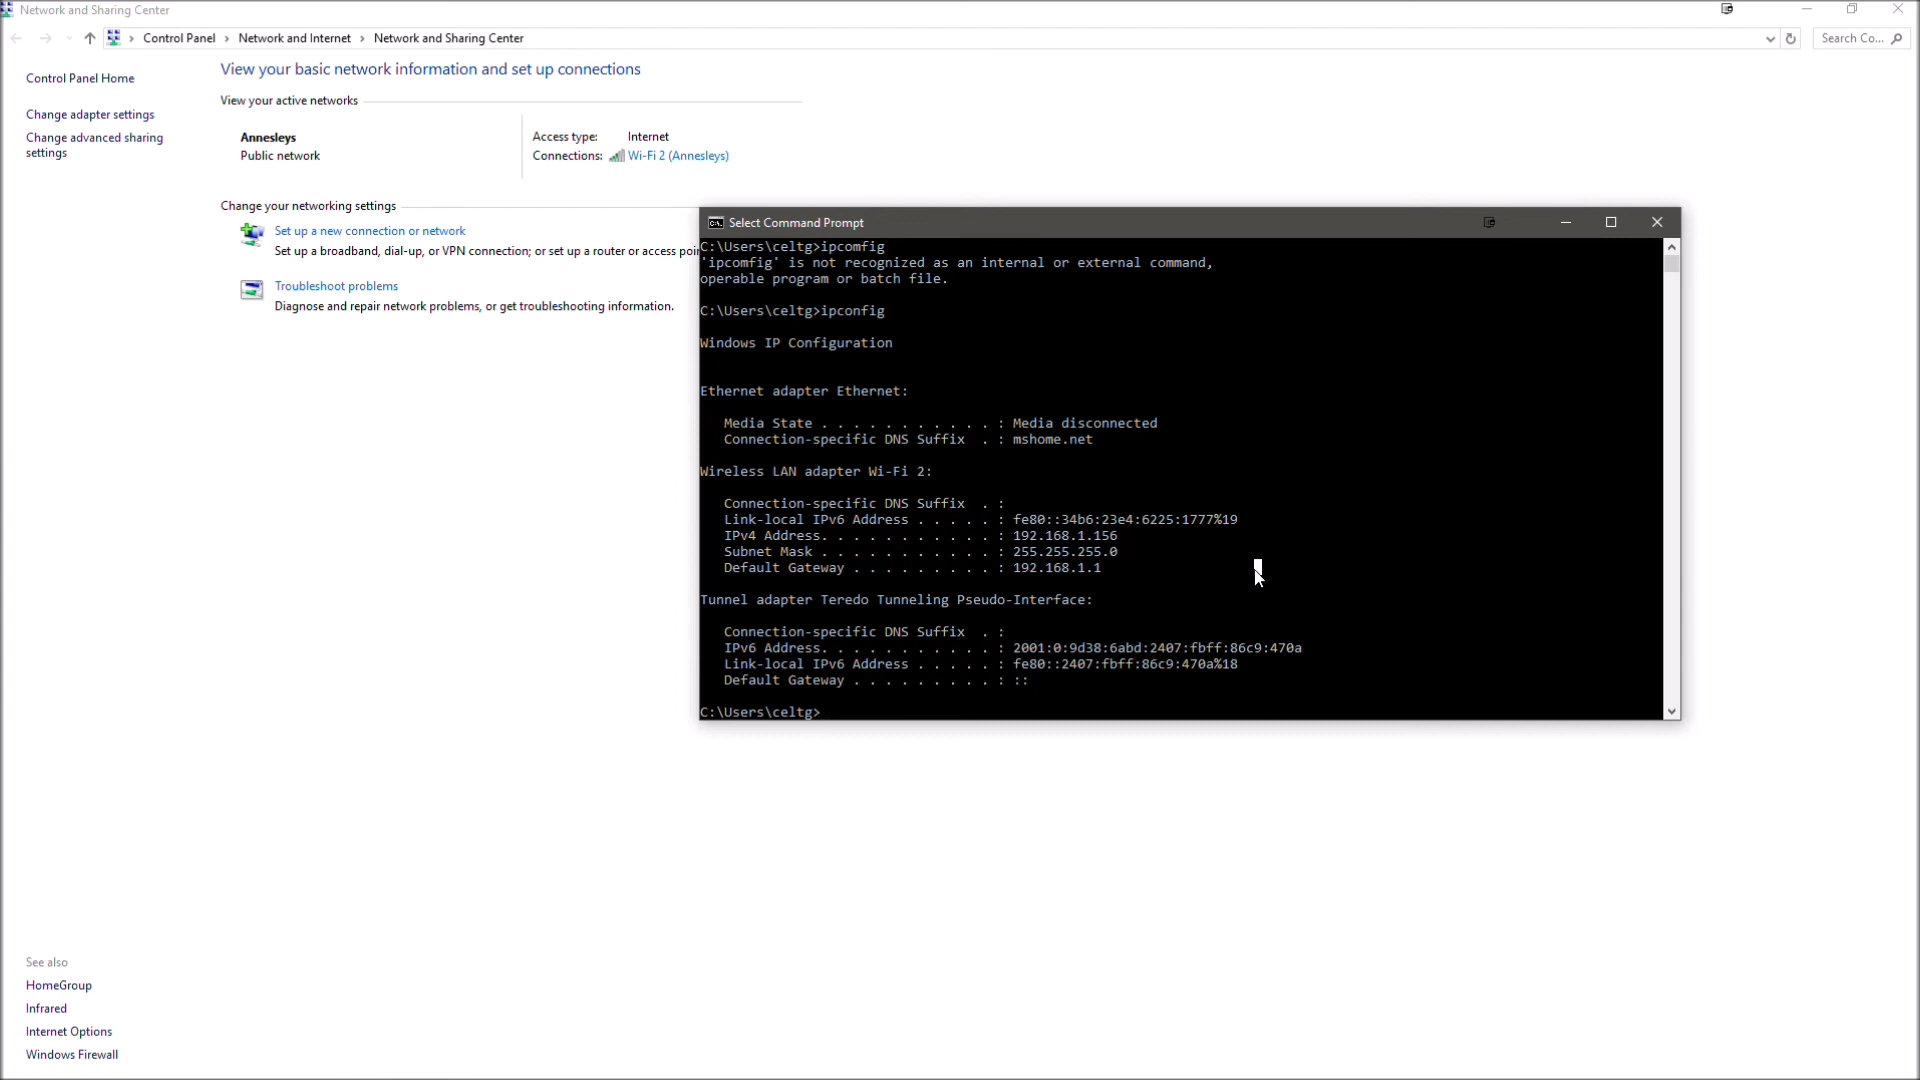 Network and Sharing Center
Control Panel › Network and Internet › Network and Sharing Center
Search Co...
Control Panel Home
Change adapter settings
Change advanced sharing
settings
View your basic network information and set up connections
View your active networks
Annesleys
Public network
Access type: Internet
Connections: Wi-Fi 2 (Annesleys)
Change your networking settings
Set up a new connection or network
Set up a broadband, dial-up, or VPN connection; or set up a router or access poi
Troubleshoot problems
Diagnose and repair network problems, or get troubleshooting information.
Select Command Prompt
C:\Users\celtg>ipcomfig
'ipcomfig' is not recognized as an internal or external command,
operable program or batch file.
C:\Users\celtg>ipconfig
Windows IP Configuration
Ethernet adapter Ethernet:
Media State . . . . . . . . . . . : Media disconnected
Connection-specific DNS Suffix  . : mshome.net
Wireless LAN adapter Wi-Fi 2:
Connection-specific DNS Suffix  . :
Link-local IPv6 Address . . . . . : fe80::34b6:23e4:6225:1777%19
IPv4 Address. . . . . . . . . . . : 192.168.1.156
Subnet Mask . . . . . . . . . . . : 255.255.255.0
Default Gateway . . . . . . . . . : 192.168.1.1
Tunnel adapter Teredo Tunneling Pseudo-Interface:
Connection-specific DNS Suffix  . :
IPv6 Address. . . . . . . . . . . : 2001:0:9d38:6abd:2407:fbff:86c9:470a
Link-local IPv6 Address . . . . . : fe80::2407:fbff:86c9:470a%18
Default Gateway . . . . . . . . . : ::
C:\Users\celtg>
See also
HomeGroup
Infrared
Internet Options
Windows Firewall